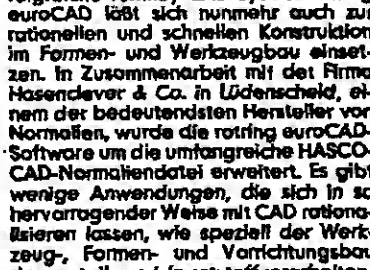 euroCAD läßt sich nunmehr auch zur
rationellen und schnellen Konstruktion
im Formen- und Werkzeugbau einset-
zen. In Zusammenarbeit mit der Firma
Hasenclever & Co. in Lüdenscheid, ei-
nem der bedeutendsten Hersteller von
Normalien, wurde die rotring euroCAD-
Software um die umfangreiche HASCO-
CAD-Normaliendatei erweitert. Es gibt
wenige Anwendungen, die sich in so
hervorragender Weise mit CAD rationa-
lisieren lassen, wie speziell der Werk-
zeug-, Formen- und Vorrichtungsbau